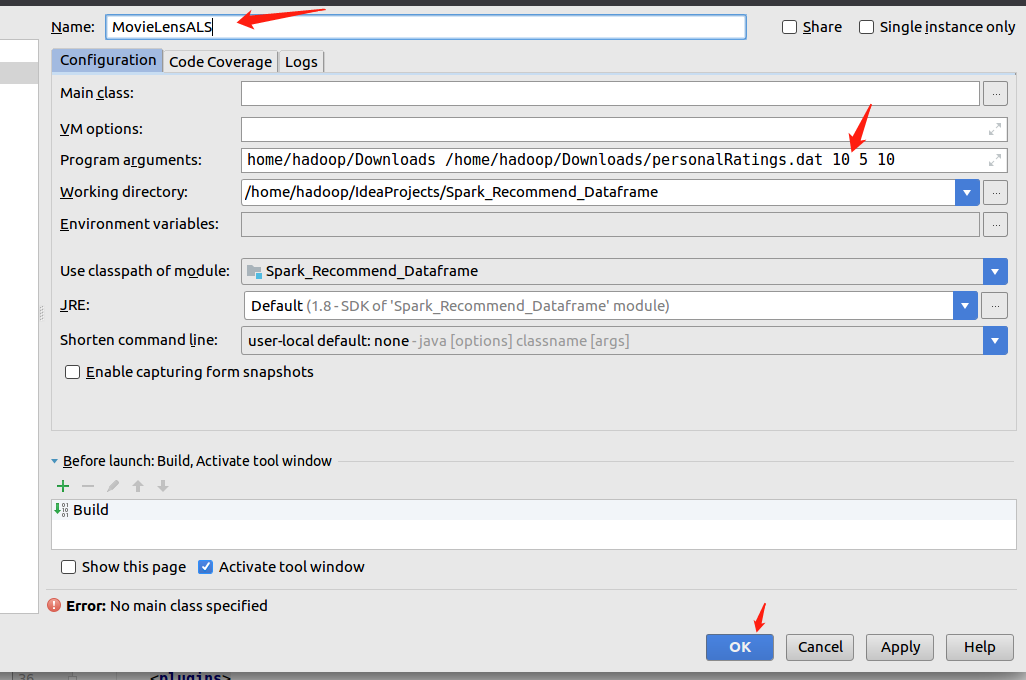 Name: MovieLensALS Share Single instance only
Configuration Code Coverage Logs
Main class: ...
VM options:
Program arguments: home/hadoop/Downloads /home/hadoop/Downloads/personalRatings.dat 10 5 10
Working directory: /home/hadoop/IdeaProjects/Spark_Recommend_Dataframe ...
Environment variables: ...
Use classpath of module: Spark_Recommend_Dataframe
JRE: Default (1.8 - SDK of 'Spark_Recommend_Dataframe' module) ...
Shorten command line: user-local default: none - java [options] classname [args]
Enable capturing form snapshots
Before launch: Build, Activate tool window
Build
Show this page Activate tool window
Error: No main class specified
OK Cancel Apply Help
36 <plugins>